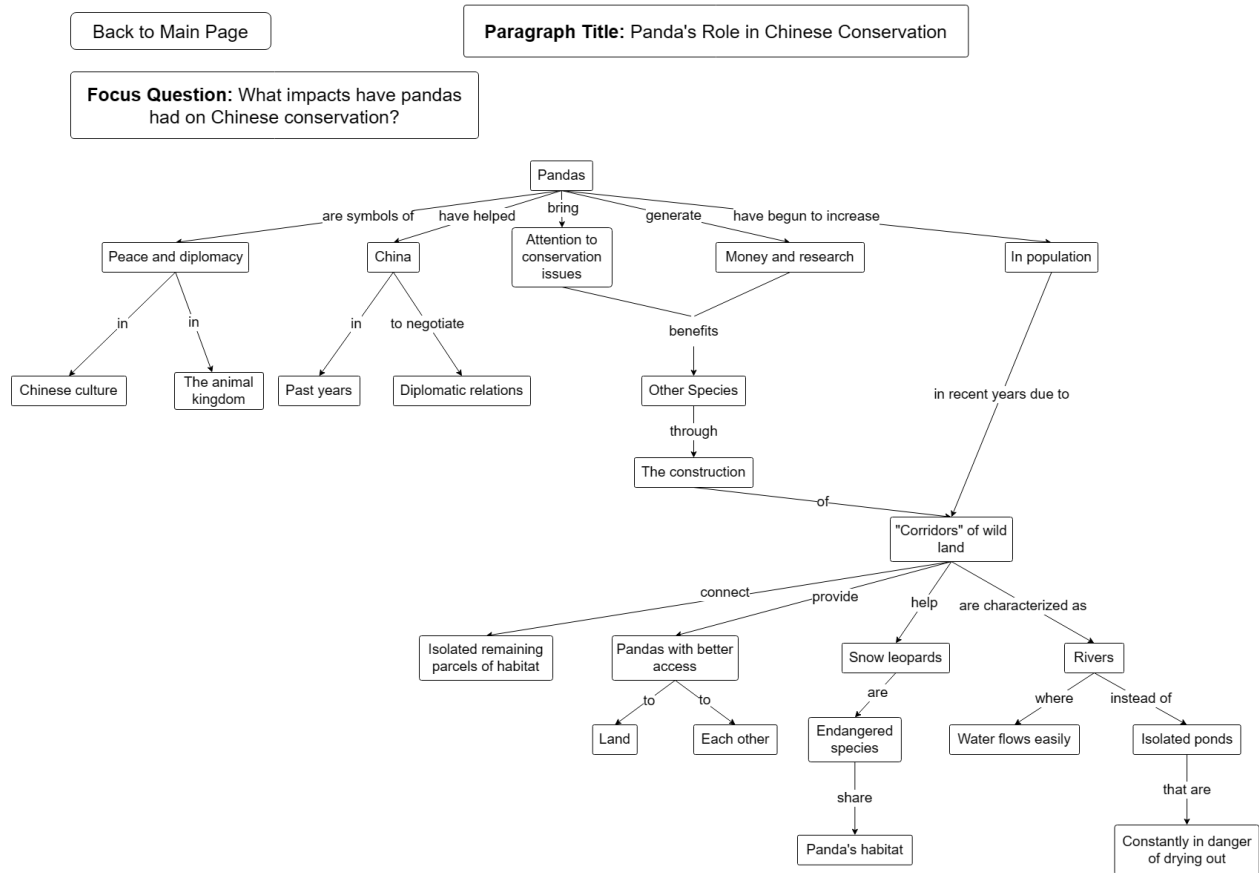 Back to Main Page
Paragraph Title: Panda's Role in Chinese Conservation
Focus Question: What impacts have pandas
had on Chinese conservation?
Pandas
are symbols of
have helped
bring
generate
have begun to increase
Peace and diplomacy
China
Attention to
conservation
issues
Money and research
In population
in
in
in
to negotiate
benefits
Chinese culture
The animal
kingdom
Past years
Diplomatic relations
Other Species
in recent years due to
through
The construction
of
"Corridors" of wild
land
connect
provide
help
are characterized as
Isolated remaining
parcels of habitat
Pandas with better
access
Snow leopards
Rivers
to
to
are
where
instead of
Land
Each other
Endangered
species
Water flows easily
Isolated ponds
share
that are
Panda's habitat
Constantly in danger
of drying out